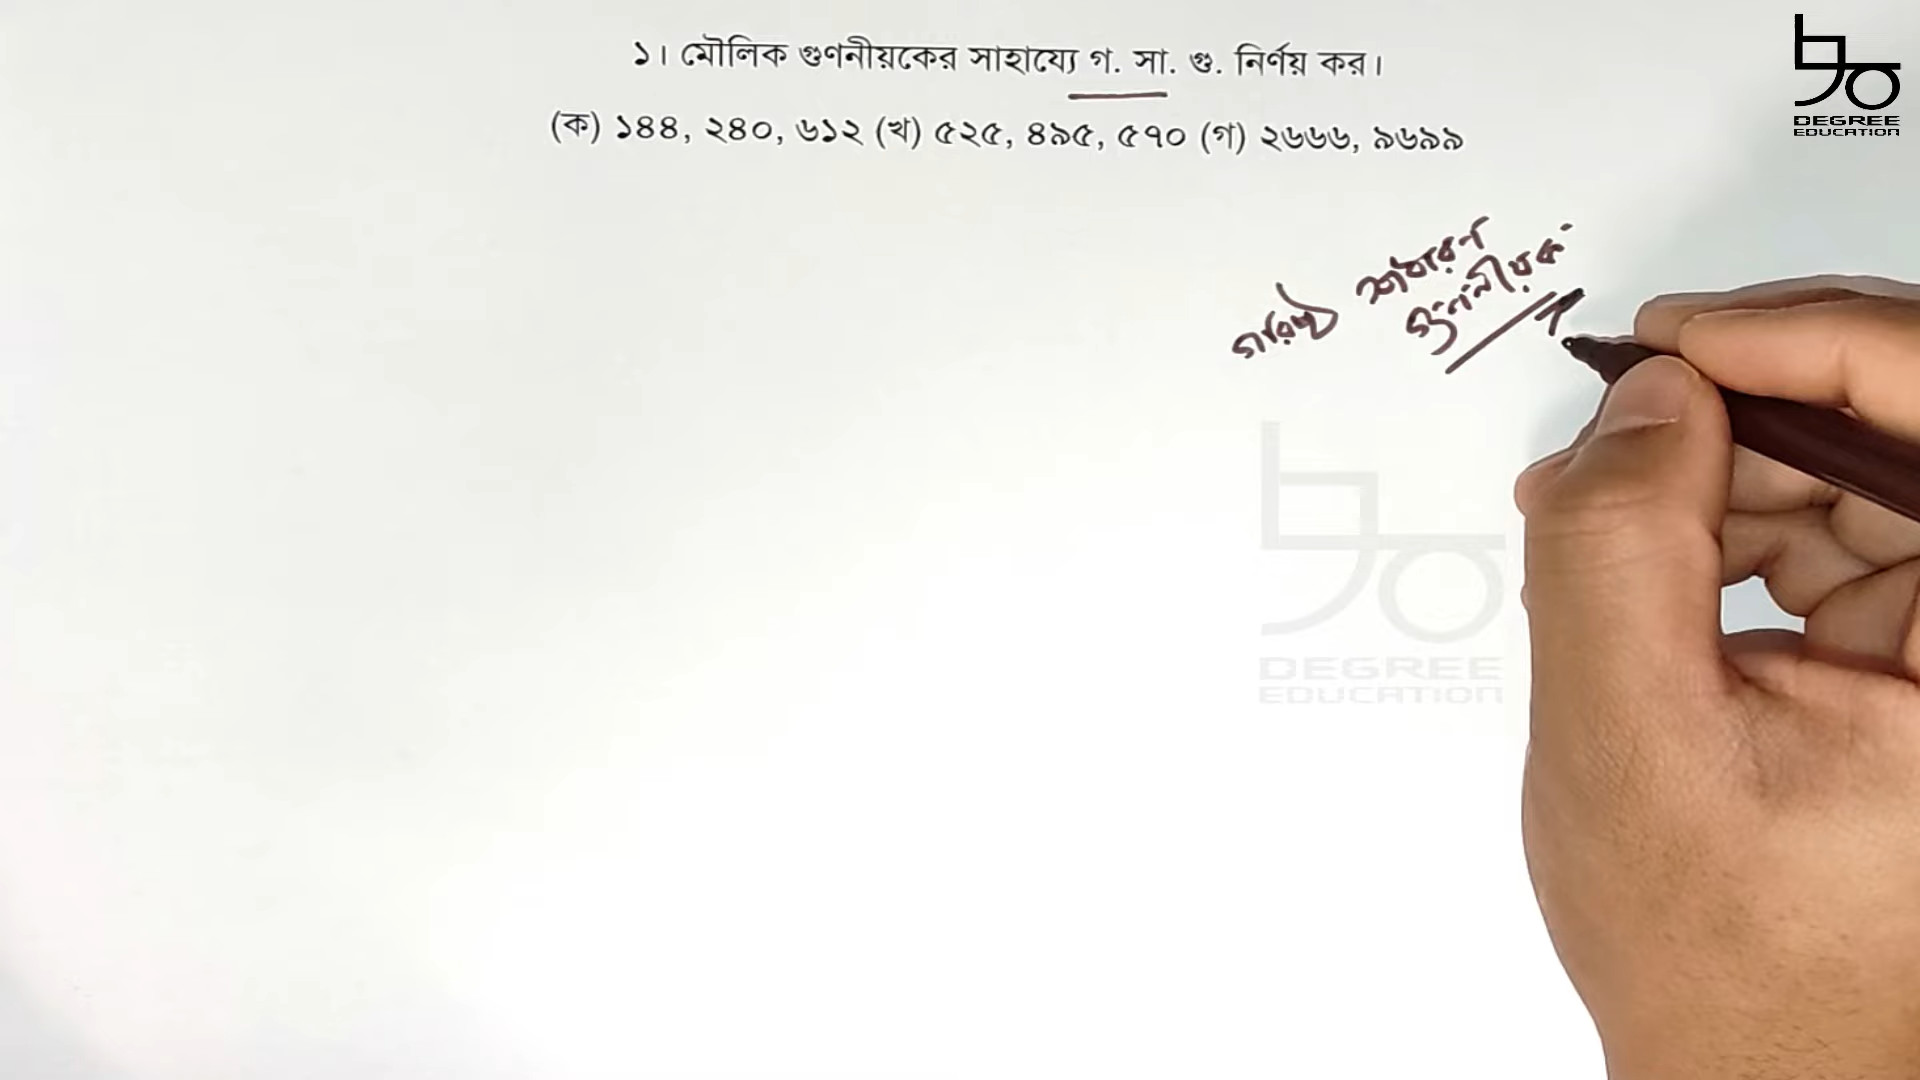 ১। মৌলিক গুণনীয়কের সাহায্যে গ. সা. গু. নির্ণয় কর।
(ক) ১৪৪, ২৪০, ৬১২ (খ) ৫২৫, ৪৯৫, ৫৭০ (গ) ২৬৬৬, ৯৬৯৯
গরিষ্ঠ সাধারণ
গুণনীয়ক
DEGREE
EDUCATION
DEGREE
EDUCATION